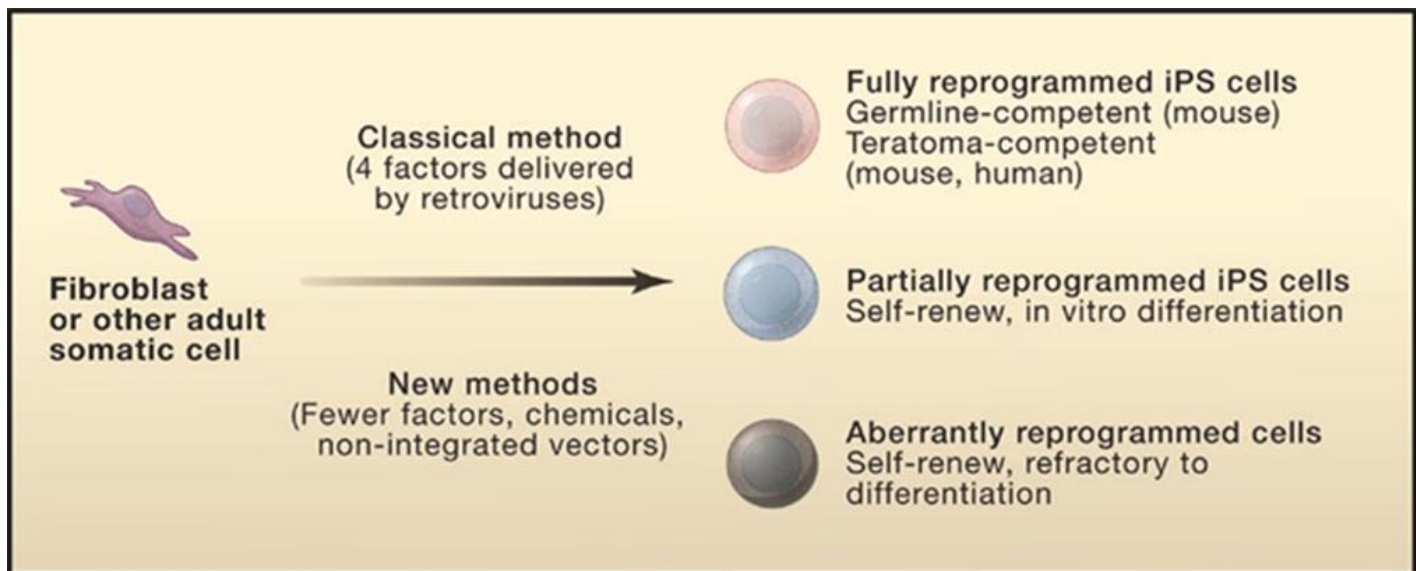 Fibroblast
or other adult
somatic cell
Classical method
(4 factors delivered
by retroviruses)
New methods
(Fewer factors, chemicals,
non-integrated vectors)
Fully reprogrammed iPS cells
Germline-competent (mouse)
Teratoma-competent
(mouse, human)
Partially reprogrammed iPS cells
Self-renew, in vitro differentiation
Aberrantly reprogrammed cells
Self-renew, refractory to
differentiation